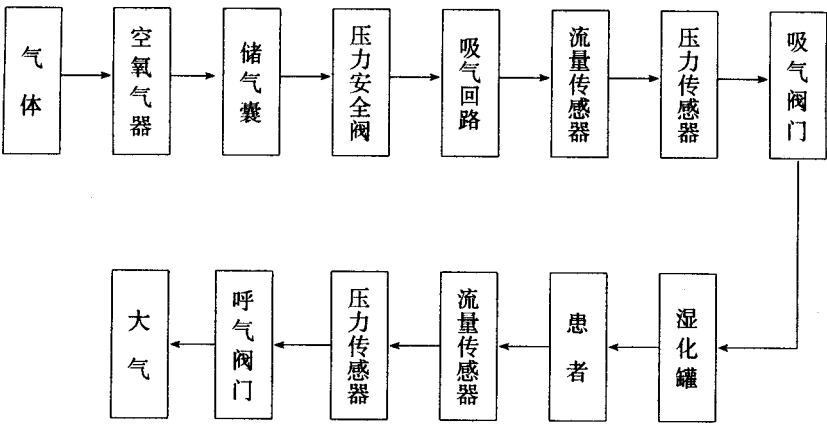 气体
空氧气器
储气囊
压力安全阀
吸气回路
流量传感器
压力传感器
吸气阀门
湿化罐
患者
流量传感器
压力传感器
呼气阀门
大气